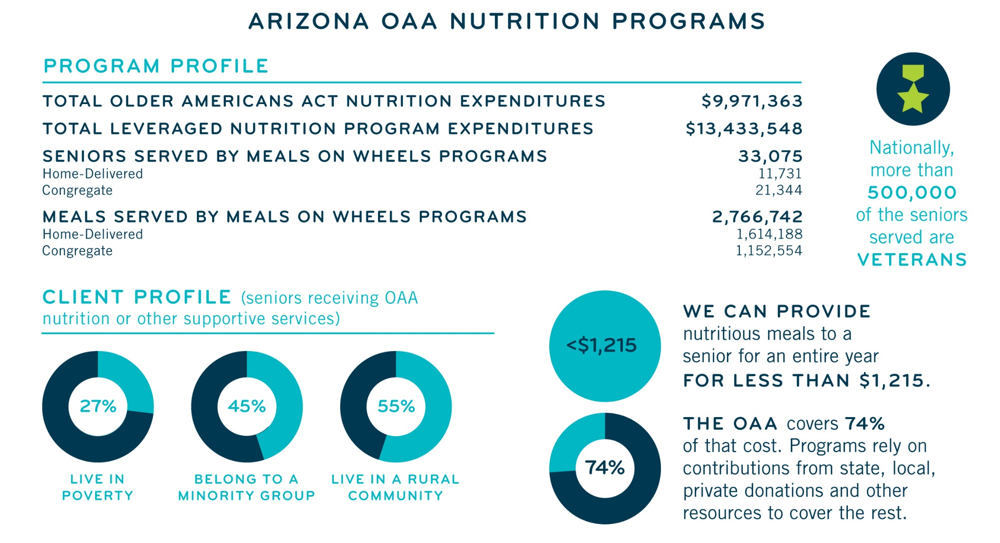 ARIZONA OAA NUTRITION PROGRAMS
PROGRAM PROFILE
TOTAL OLDER AMERICANS ACT NUTRITION EXPENDITURES $9,971,363
TOTAL LEVERAGED NUTRITION PROGRAM EXPENDITURES $13,433,548
SENIORS SERVED BY MEALS ON WHEELS PROGRAMS 33,075
Home-Delivered 11,731
Congregate 21,344
MEALS SERVED BY MEALS ON WHEELS PROGRAMS 2,766,742
Home-Delivered 1,614,188
Congregate 1,152,554
Nationally,
more than
500,000
of the seniors
served are
VETERANS
CLIENT PROFILE (seniors receiving OAA
nutrition or other supportive services)
27%
LIVE IN
POVERTY
45%
BELONG TO A
MINORITY GROUP
55%
LIVE IN A RURAL
COMMUNITY
<$1,215
WE CAN PROVIDE
nutritious meals to a
senior for an entire year
FOR LESS THAN $1,215.
74%
THE OAA covers 74%
of that cost. Programs rely on
contributions from state, local,
private donations and other
resources to cover the rest.